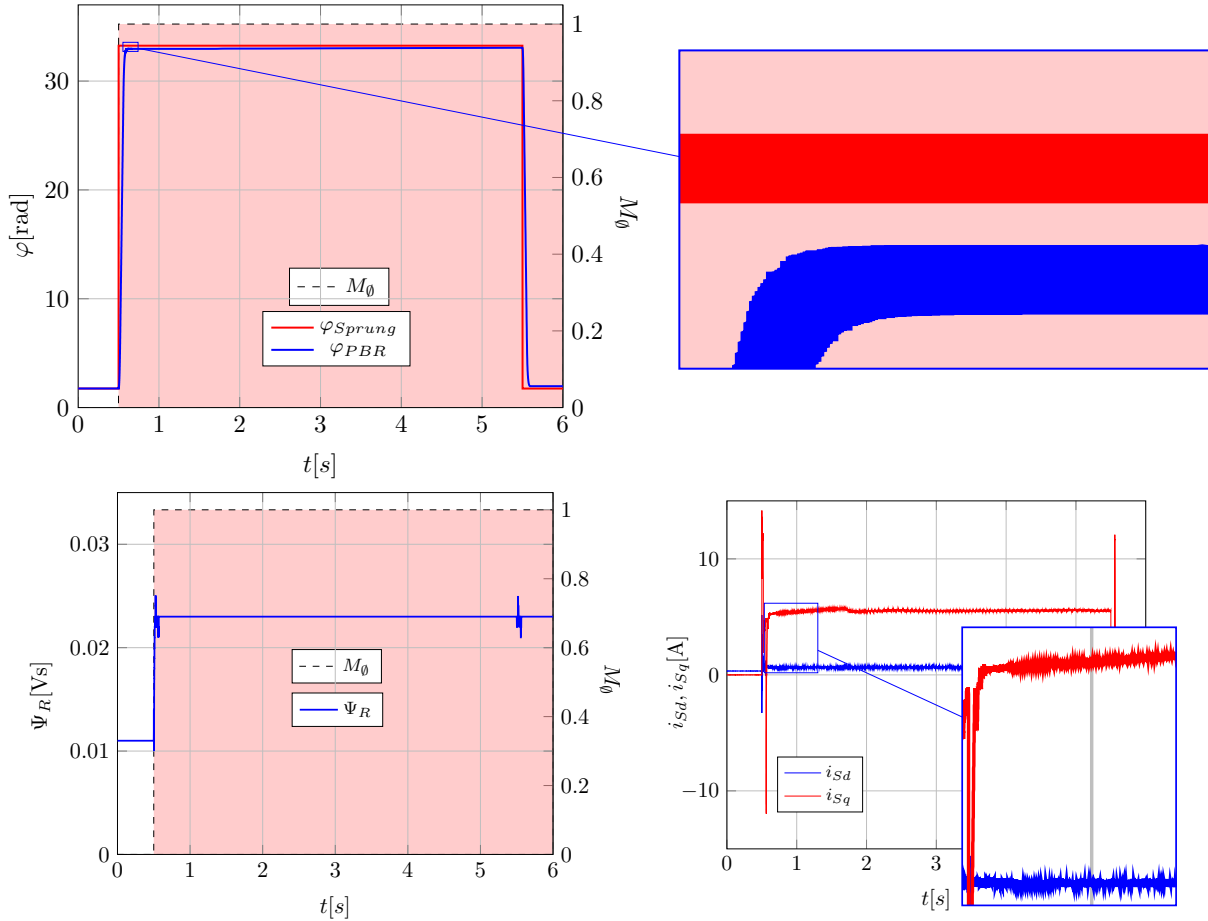 30
20
10
0
φ[rad]
0 1 2 3 4 5 6
t[s]
1
0.8
0.6
0.4
0.2
0
M∅
M∅
φSprung
φPBR
0.03
0.02
0.01
0
ΨR[Vs]
0 1 2 3 4 5 6
t[s]
1
0.8
0.6
0.4
0.2
0
M∅
M∅
ΨR
10
0
−10
iSd, iSq[A]
0 1 2 3
t[s]
iSd
iSq